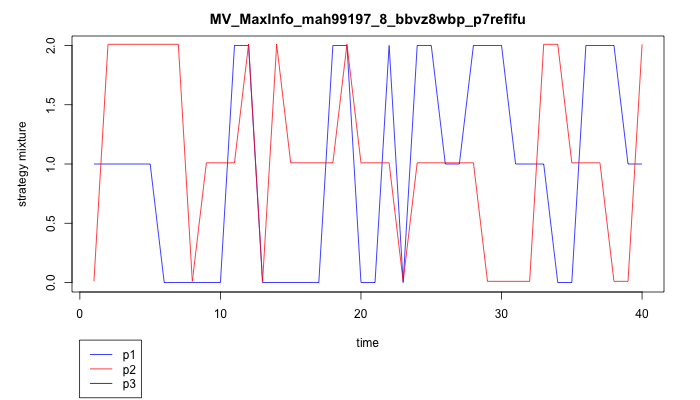 MV_MaxInfo_mah99197_8_bbvz8wbp_p7refifu
strategy mixture
2.0
1.5
1.0
0.5
0.0
0 10 20 30 40
time
p1
p2
p3